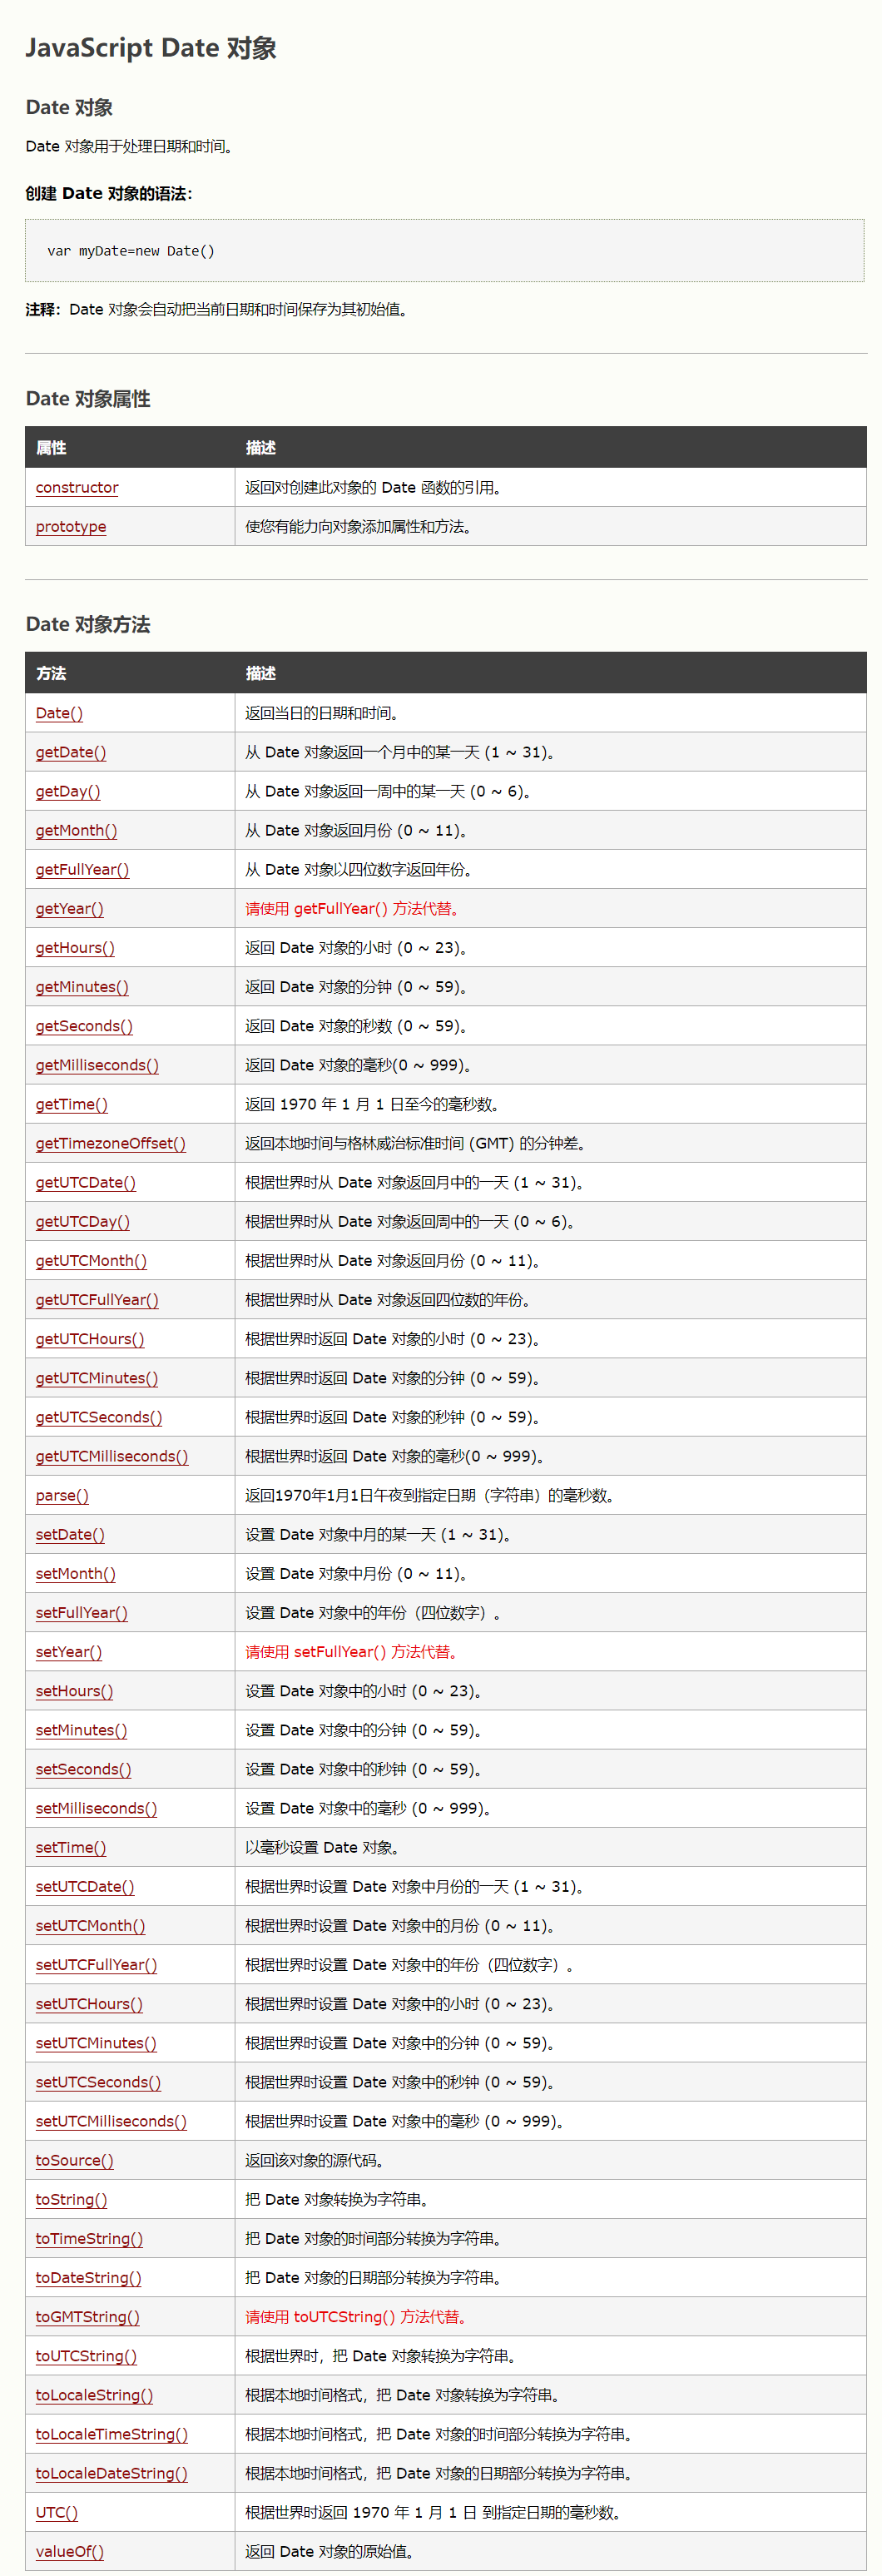 JavaScript Date 对象
Date 对象
Date 对象用于处理日期和时间。
创建 Date 对象的语法：
var myDate=new Date()
注释：Date 对象会自动把当前日期和时间保存为其初始值。
Date 对象属性
属性 描述
constructor 返回对创建此对象的 Date 函数的引用。
prototype 使您有能力向对象添加属性和方法。
Date 对象方法
方法 描述
Date() 返回当日的日期和时间。
getDate() 从 Date 对象返回一个月中的某一天 (1 ~ 31)。
getDay() 从 Date 对象返回一周中的某一天 (0 ~ 6)。
getMonth() 从 Date 对象返回月份 (0 ~ 11)。
getFullYear() 从 Date 对象以四位数字返回年份。
getYear() 请使用 getFullYear() 方法代替。
getHours() 返回 Date 对象的小时 (0 ~ 23)。
getMinutes() 返回 Date 对象的分钟 (0 ~ 59)。
getSeconds() 返回 Date 对象的秒数 (0 ~ 59)。
getMilliseconds() 返回 Date 对象的毫秒(0 ~ 999)。
getTime() 返回 1970 年 1 月 1 日至今的毫秒数。
getTimezoneOffset() 返回本地时间与格林威治标准时间 (GMT) 的分钟差。
getUTCDate() 根据世界时从 Date 对象返回月中的一天 (1 ~ 31)。
getUTCDay() 根据世界时从 Date 对象返回周中的一天 (0 ~ 6)。
getUTCMonth() 根据世界时从 Date 对象返回月份 (0 ~ 11)。
getUTCFullYear() 根据世界时从 Date 对象返回四位数的年份。
getUTCHours() 根据世界时返回 Date 对象的小时 (0 ~ 23)。
getUTCMinutes() 根据世界时返回 Date 对象的分钟 (0 ~ 59)。
getUTCSeconds() 根据世界时返回 Date 对象的秒钟 (0 ~ 59)。
getUTCMilliseconds() 根据世界时返回 Date 对象的毫秒(0 ~ 999)。
parse() 返回1970年1月1日午夜到指定日期（字符串）的毫秒数。
setDate() 设置 Date 对象中月的某一天 (1 ~ 31)。
setMonth() 设置 Date 对象中月份 (0 ~ 11)。
setFullYear() 设置 Date 对象中的年份（四位数字）。
setYear() 请使用 setFullYear() 方法代替。
setHours() 设置 Date 对象中的小时 (0 ~ 23)。
setMinutes() 设置 Date 对象中的分钟 (0 ~ 59)。
setSeconds() 设置 Date 对象中的秒钟 (0 ~ 59)。
setMilliseconds() 设置 Date 对象中的毫秒 (0 ~ 999)。
setTime() 以毫秒设置 Date 对象。
setUTCDate() 根据世界时设置 Date 对象中月份的一天 (1 ~ 31)。
setUTCMonth() 根据世界时设置 Date 对象中的月份 (0 ~ 11)。
setUTCFullYear() 根据世界时设置 Date 对象中的年份（四位数字）。
setUTCHours() 根据世界时设置 Date 对象中的小时 (0 ~ 23)。
setUTCMinutes() 根据世界时设置 Date 对象中的分钟 (0 ~ 59)。
setUTCSeconds() 根据世界时设置 Date 对象中的秒钟 (0 ~ 59)。
setUTCMilliseconds() 根据世界时设置 Date 对象中的毫秒 (0 ~ 999)。
toSource() 返回该对象的源代码。
toString() 把 Date 对象转换为字符串。
toTimeString() 把 Date 对象的时间部分转换为字符串。
toDateString() 把 Date 对象的日期部分转换为字符串。
toGMTString() 请使用 toUTCString() 方法代替。
toUTCString() 根据世界时，把 Date 对象转换为字符串。
toLocaleString() 根据本地时间格式，把 Date 对象转换为字符串。
toLocaleTimeString() 根据本地时间格式，把 Date 对象的时间部分转换为字符串。
toLocaleDateString() 根据本地时间格式，把 Date 对象的日期部分转换为字符串。
UTC() 根据世界时返回 1970 年 1 月 1 日 到指定日期的毫秒数。
valueOf() 返回 Date 对象的原始值。